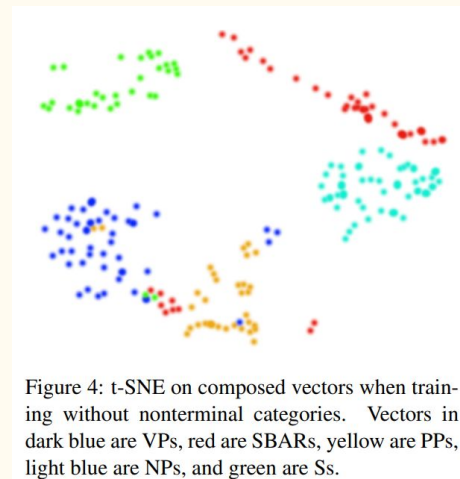 Figure 4: t-SNE on composed vectors when train-
ing without nonterminal categories. Vectors in
dark blue are VPs, red are SBARs, yellow are PPs,
light blue are NPs, and green are Ss.